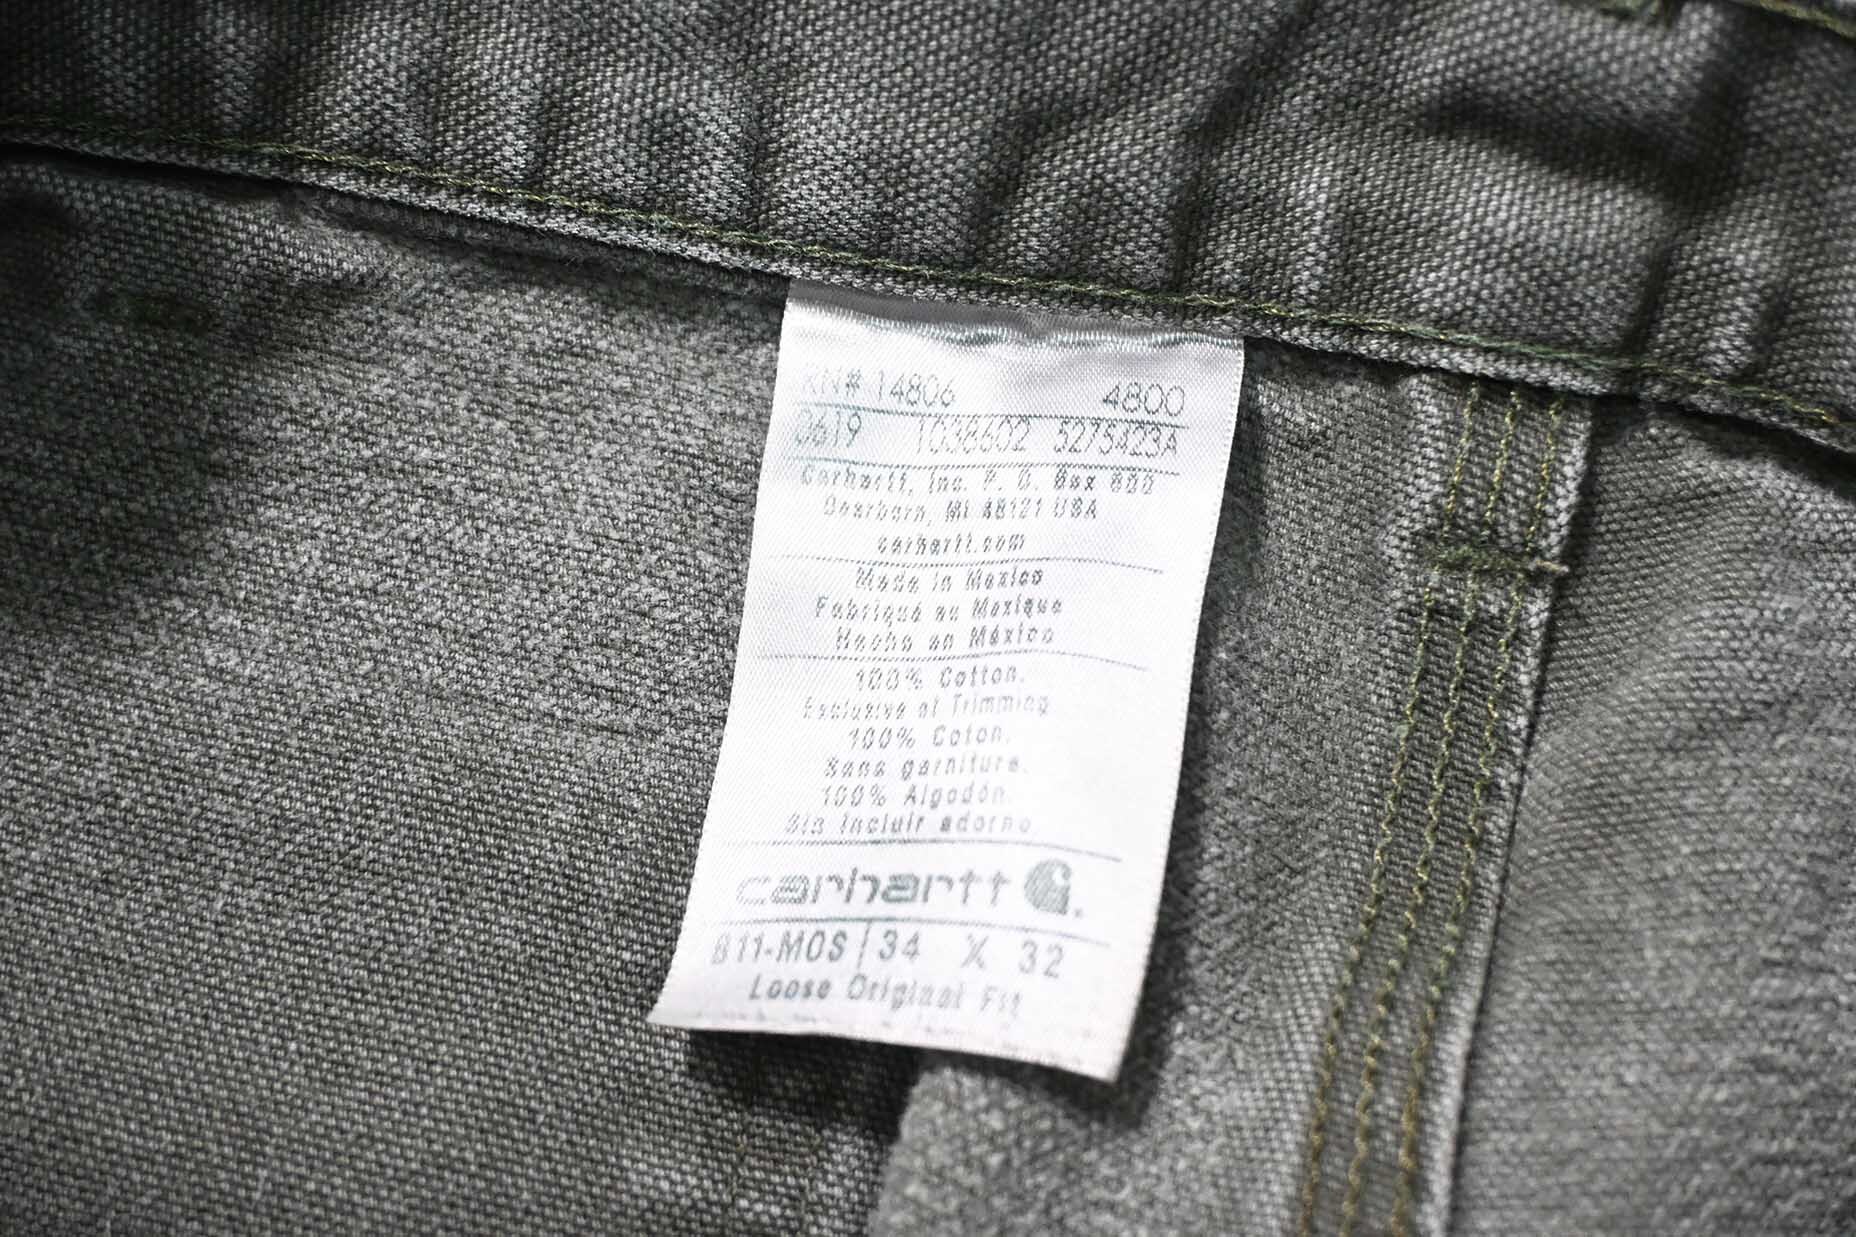 RN# 14806 4800
0619 1038602 5275423A
Carhartt, Inc. P. O. Box 600
Dearborn, MI 48121 USA
carhartt.com
Made in Mexico
Fabriqué au Mexique
Hecho en México
100% Cotton.
Exclusive of Trimming
100% Coton.
Sans garniture.
100% Algodón.
Sin incluir adorno
carhartt
B11-MOS 34 X 32
Loose Original Fit